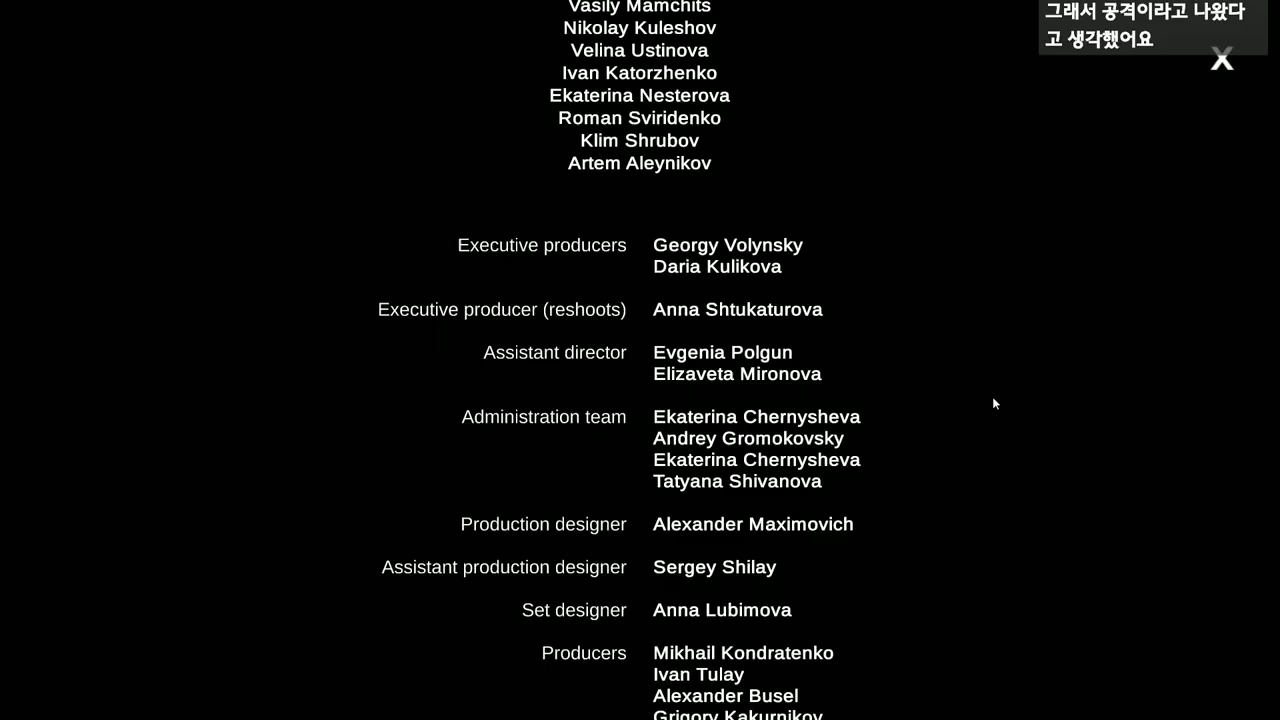 Vasily Mamchits
Nikolay Kuleshov
Velina Ustinova
Ivan Katorzhenko
Ekaterina Nesterova
Roman Sviridenko
Klim Shrubov
Artem Aleynikov
그래서 공격이라고 나왔다
고 생각했어요
X
Executive producers Georgy Volynsky
Daria Kulikova
Executive producer (reshoots) Anna Shtukaturova
Assistant director Evgenia Polgun
Elizaveta Mironova
Administration team Ekaterina Chernysheva
Andrey Gromokovsky
Ekaterina Chernysheva
Tatyana Shivanova
Production designer Alexander Maximovich
Assistant production designer Sergey Shilay
Set designer Anna Lubimova
Producers Mikhail Kondratenko
Ivan Tulay
Alexander Busel
Grigory Kakurnikov